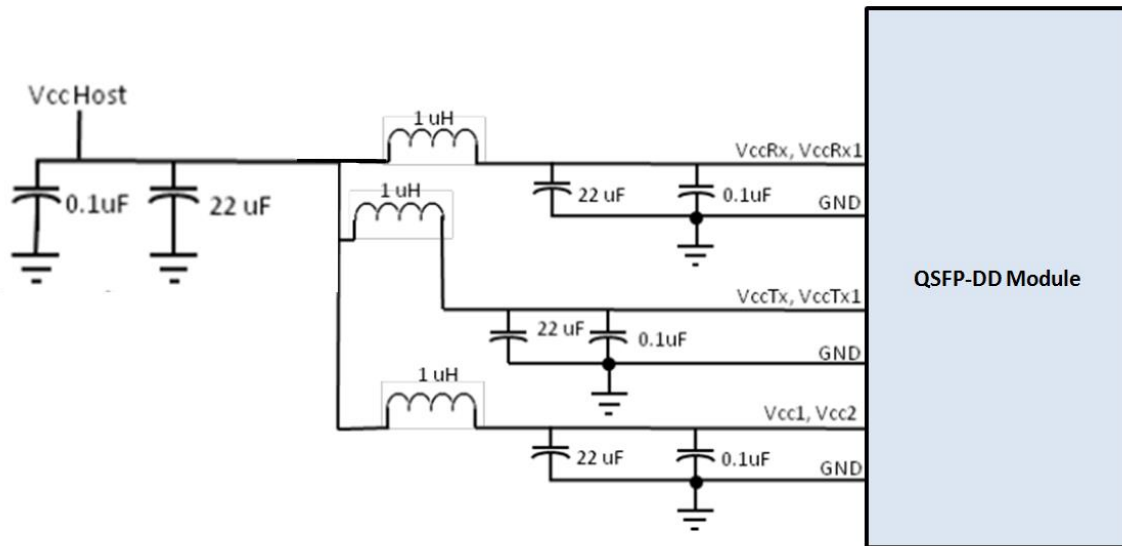 VccHost
1 uH
VccRx, VccRx1
0.1uF
22 uF
1 uH
22 uF
0.1uF
GND
QSFP-DD Module
VccTx, VccTx1
22 uF
0.1uF
GND
1 uH
Vcc1, Vcc2
22 uF
0.1uF
GND